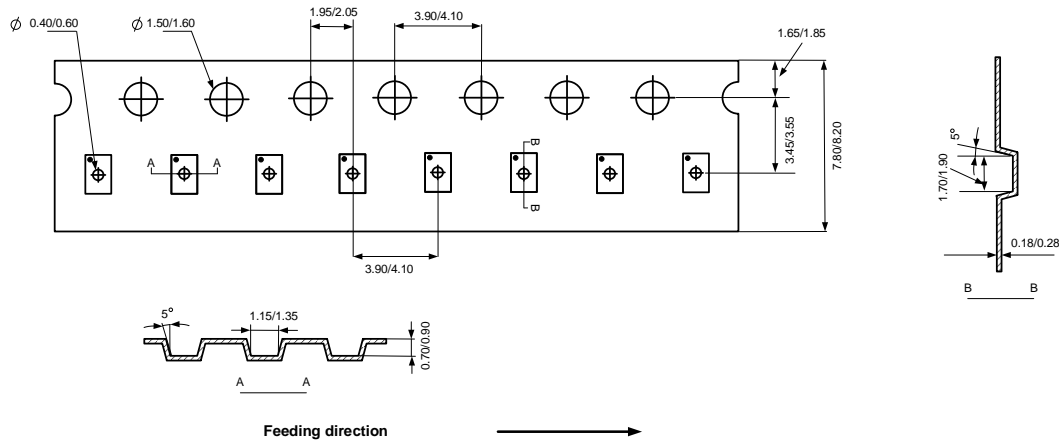 1.95/2.05
3.90/4.10
Ø 0.40/0.60
Ø 1.50/1.60
1.65/1.85
3.45/3.55
7.80/8.20
A A
B
B
3.90/4.10
5°
1.70/1.90
0.18/0.28
B B
5°
1.15/1.35
0.70/0.90
A A
Feeding direction